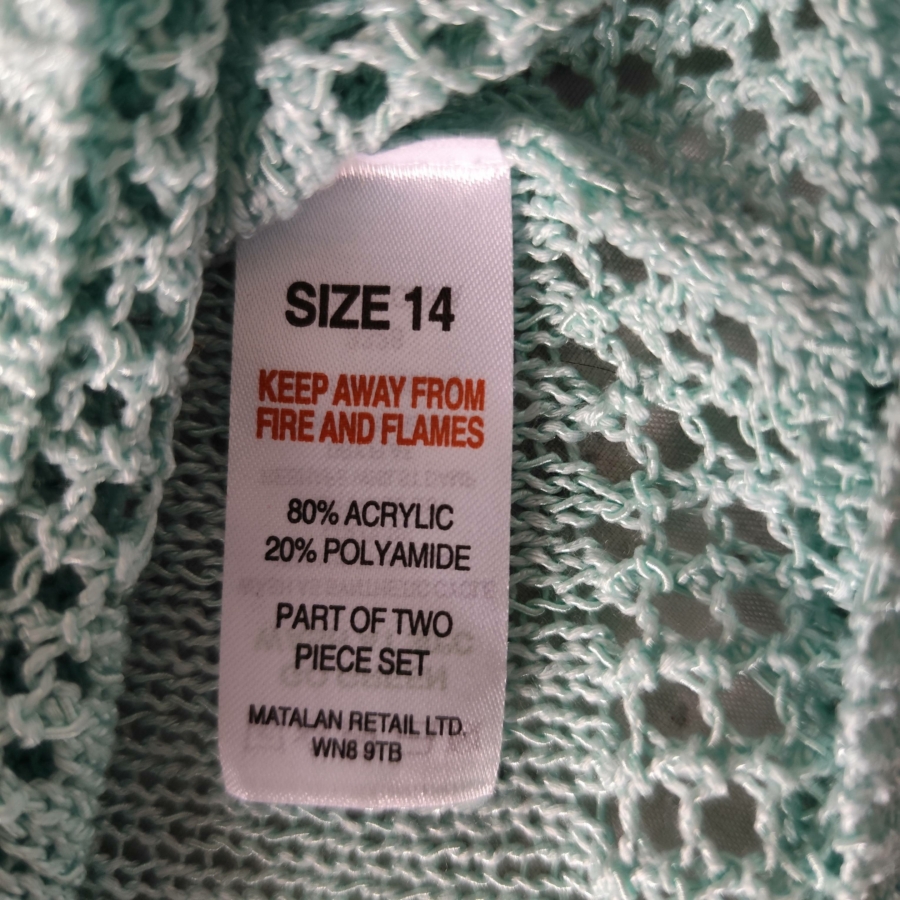 SIZE 14
KEEP AWAY FROM
FIRE AND FLAMES
80% ACRYLIC
20% POLYAMIDE
PART OF TWO
PIECE SET
MATALAN RETAIL LTD.
WN8 9TB